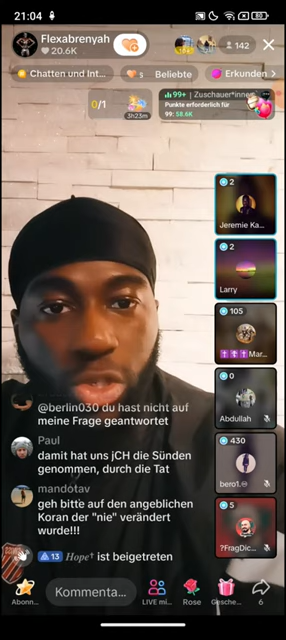 21:04
80
Flexabrenyah
20.6K
142
Chatten und Int...
s Beliebte
Erkunden
0/1
3h23m
99+ | Zuschauer*innen
Punkte erforderlich für
99: 58.6K
2
Jeremie Ka...
2
Larry
105
Mar...
0
Abdullah
430
bero1.
5
?FragDic...
@berlin030 du hast nicht auf
meine Frage geantwortet
Paul
damit hat uns jCH die Sünden
genommen, durch die Tat
mandótav
geh bitte auf den angeblichen
Koran der "nie" verändert
wurde!!!
13 Hope† ist beigetreten
Abonn...
Kommenta...
LIVE mi...
Rose
Gesche...
6